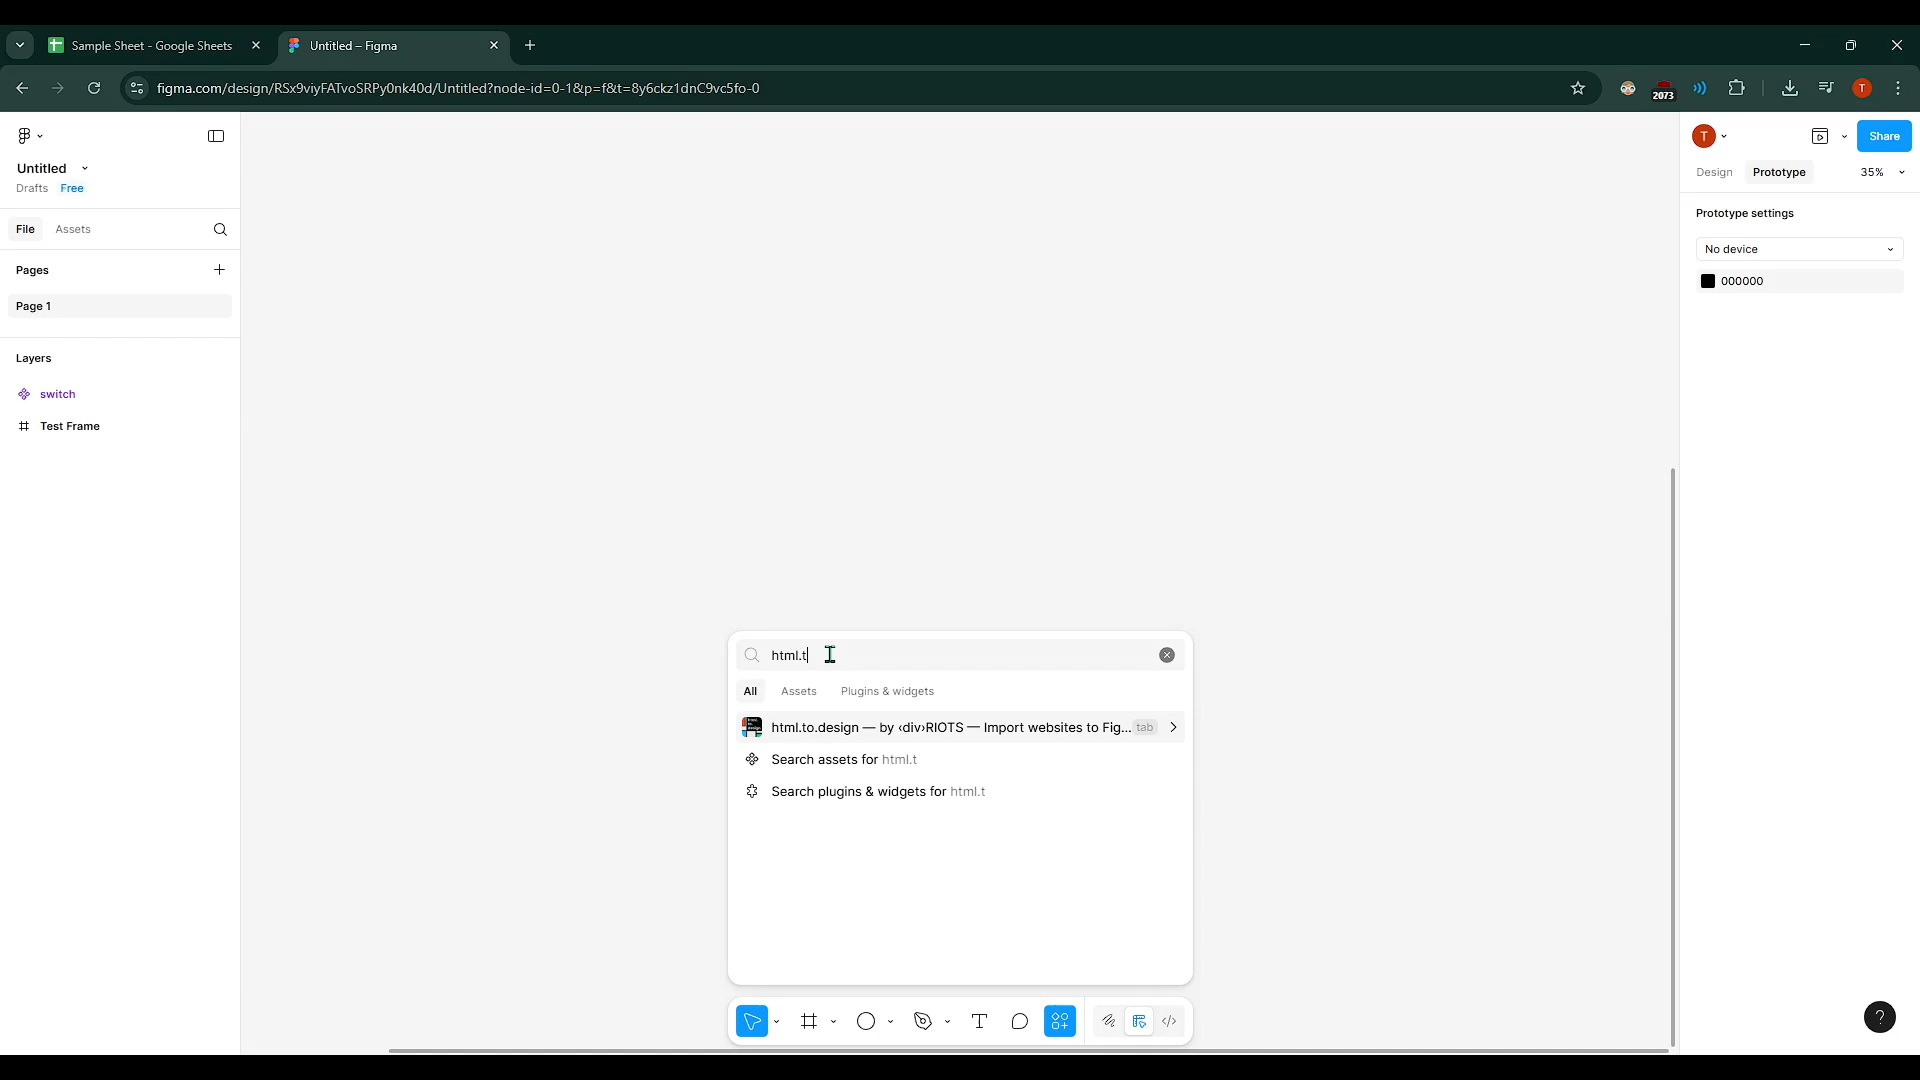 Sample Sheet - Google Sheets
Untitled – Figma
figma.com/design/RSx9viyFATvoSRPy0nk40d/Untitled?node-id=0-1&p=f&t=8y6ckz1dnC9vc5fo-0
2073
T
T
Share
Untitled
Drafts Free
Design Prototype 35%
File Assets
Prototype settings
Pages
No device
000000
Page 1
Layers
switch
Test Frame
html.t
All Assets Plugins & widgets
html.to.design — by ‹div›RIOTS — Import websites to Fig... tab
Search assets for html.t
Search plugins & widgets for html.t
?